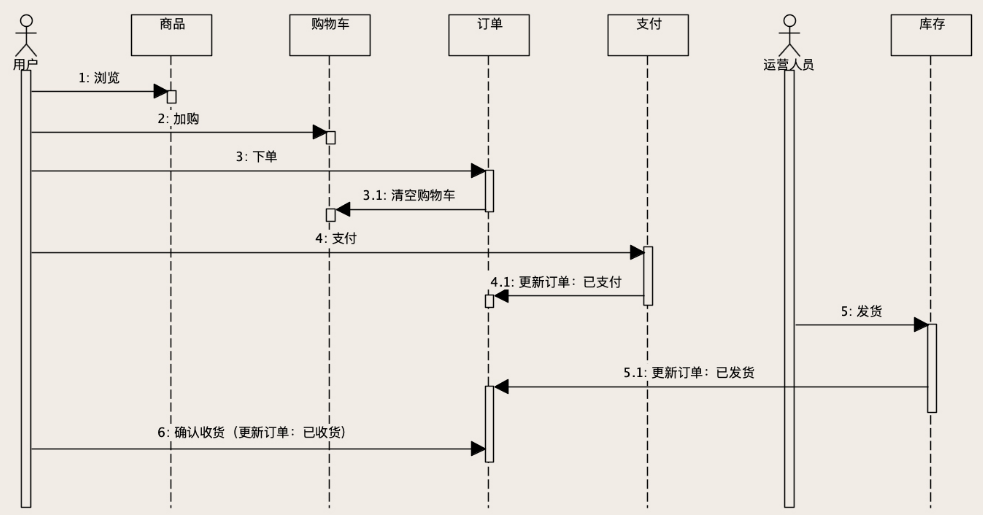 商品
购物车
订单
支付
库存
用户
运营人员
1: 浏览
2: 加购
3: 下单
3.1: 清空购物车
4: 支付
4.1: 更新订单：已支付
5: 发货
5.1: 更新订单：已发货
6: 确认收货（更新订单：已收货）